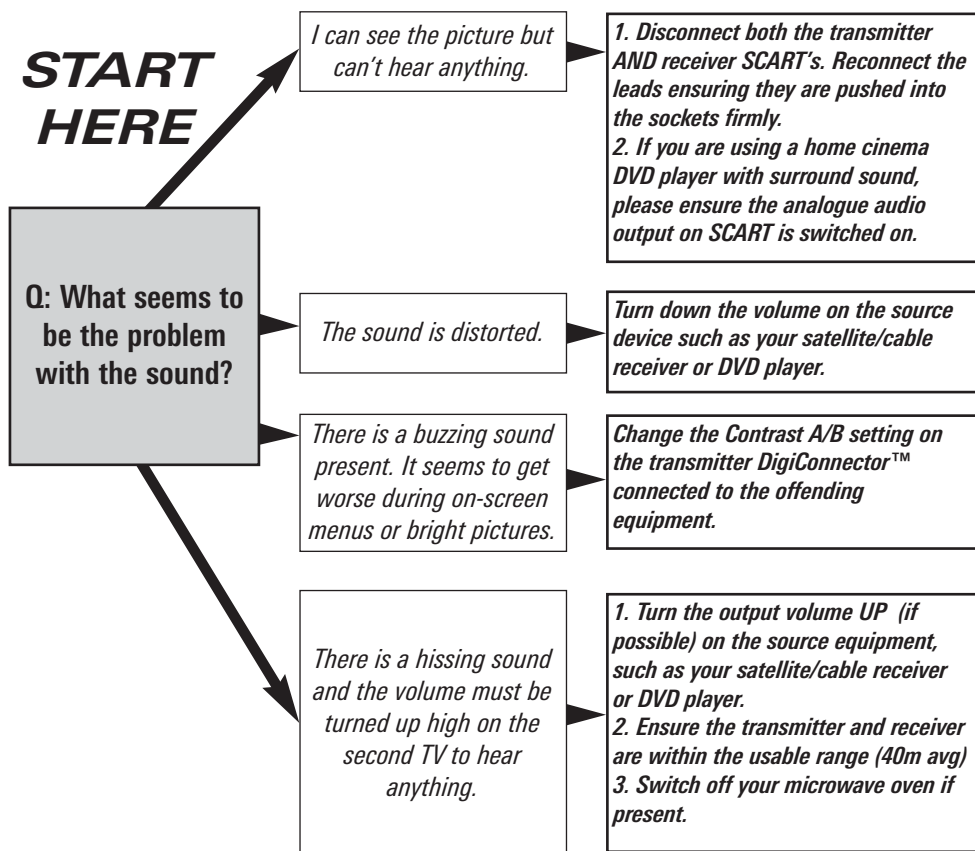 START
HERE
Q: What seems to
be the problem
with the sound?
I can see the picture but
can't hear anything.
1. Disconnect both the transmitter
AND receiver SCART's. Reconnect the
leads ensuring they are pushed into
the sockets firmly.
2. If you are using a home cinema
DVD player with surround sound,
please ensure the analogue audio
output on SCART is switched on.
The sound is distorted.
Turn down the volume on the source
device such as your satellite/cable
receiver or DVD player.
There is a buzzing sound
present. It seems to get
worse during on-screen
menus or bright pictures.
Change the Contrast A/B setting on
the transmitter DigiConnector™
connected to the offending
equipment.
There is a hissing sound
and the volume must be
turned up high on the
second TV to hear
anything.
1. Turn the output volume UP (if
possible) on the source equipment,
such as your satellite/cable receiver
or DVD player.
2. Ensure the transmitter and receiver
are within the usable range (40m avg)
3. Switch off your microwave oven if
present.